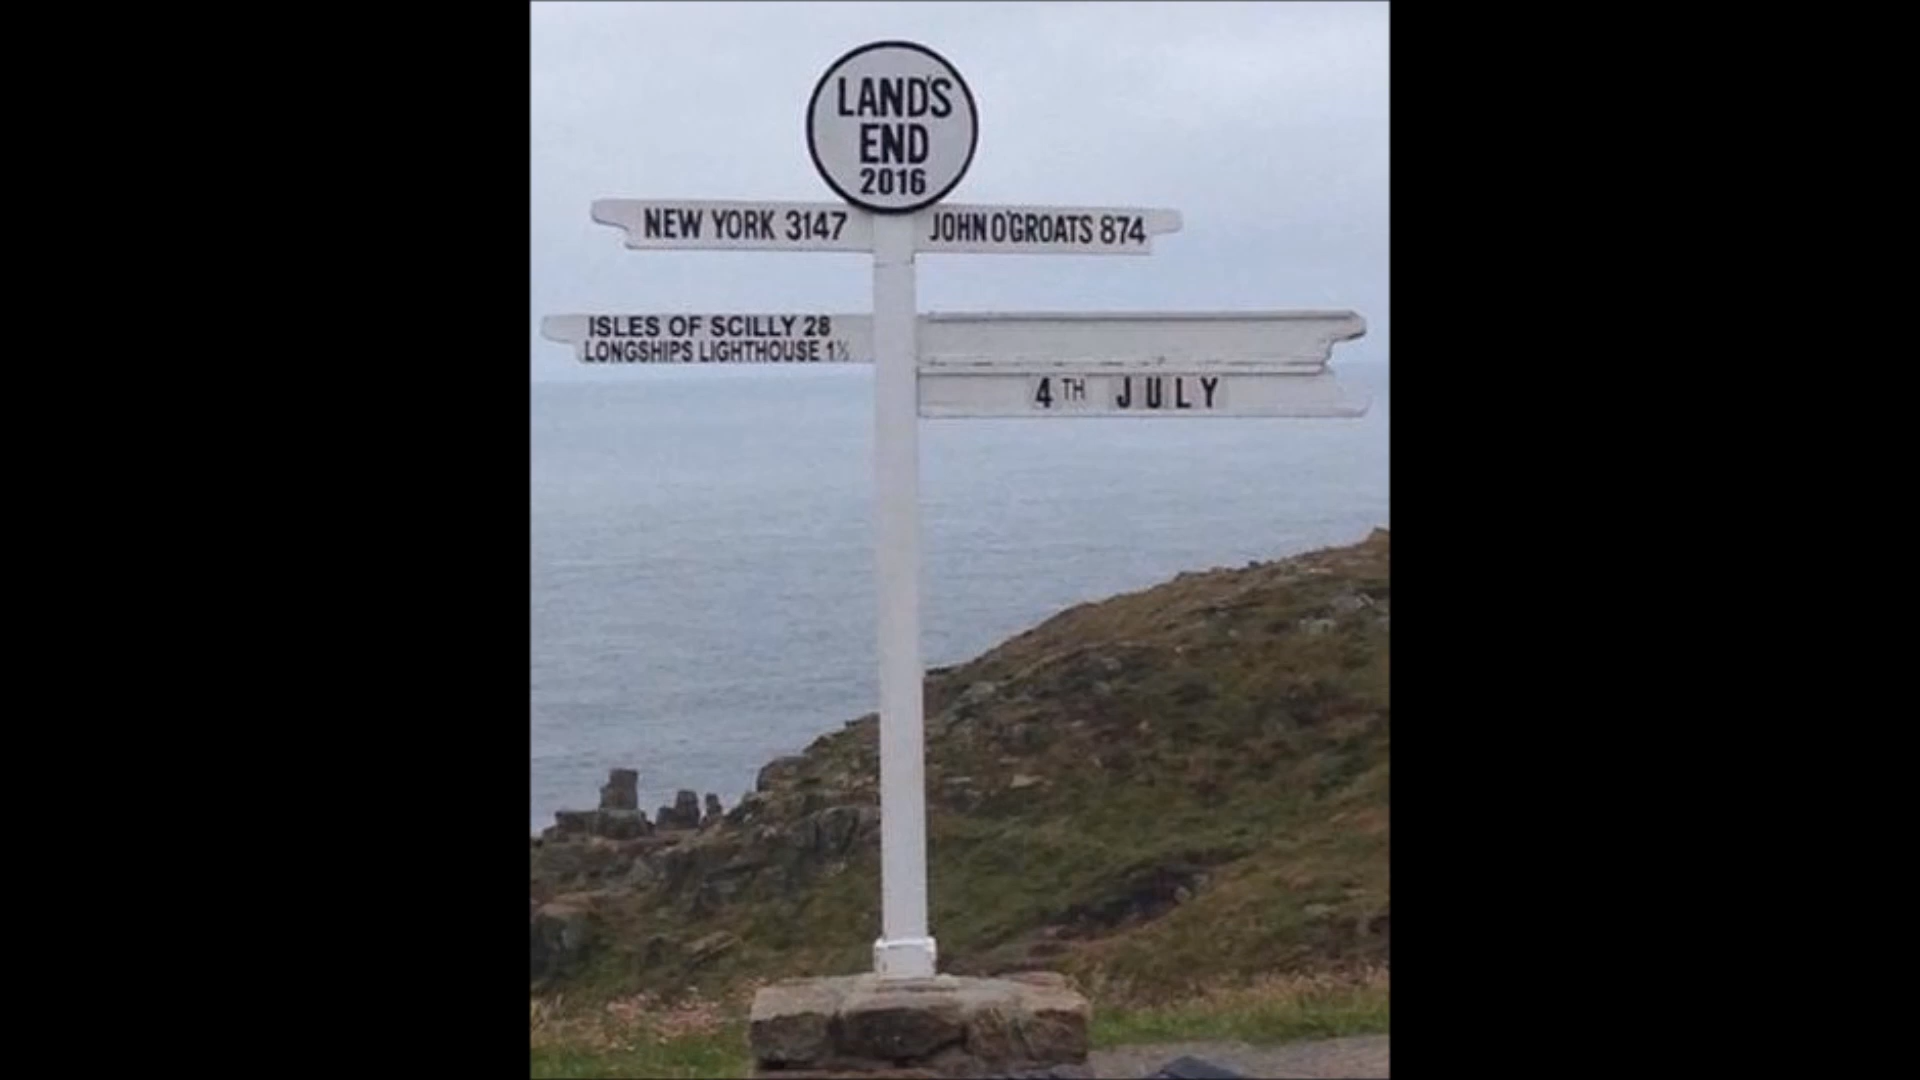 LAND'S
END
2016
NEW YORK 3147
JOHN O'GROATS 874
ISLES OF SCILLY 28
LONGSHIPS LIGHTHOUSE 1½
4TH JULY